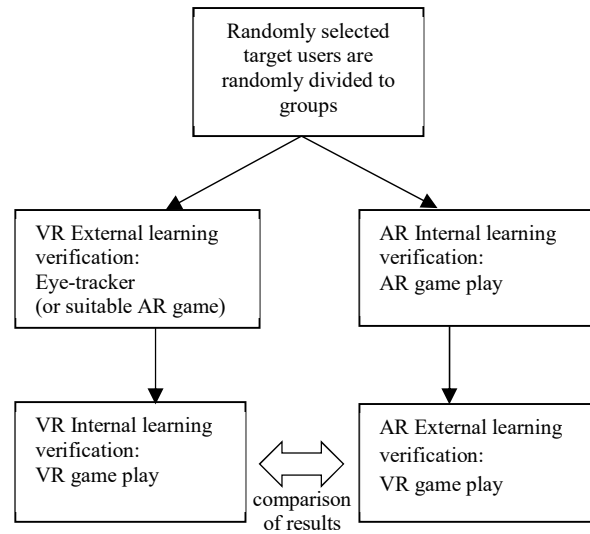 Randomly selected
target users are
randomly divided to
groups
VR External learning
verification:
Eye-tracker
(or suitable AR game)
AR Internal learning
verification:
AR game play
VR Internal learning
verification:
VR game play
AR External learning
verification:
VR game play
comparison
of results